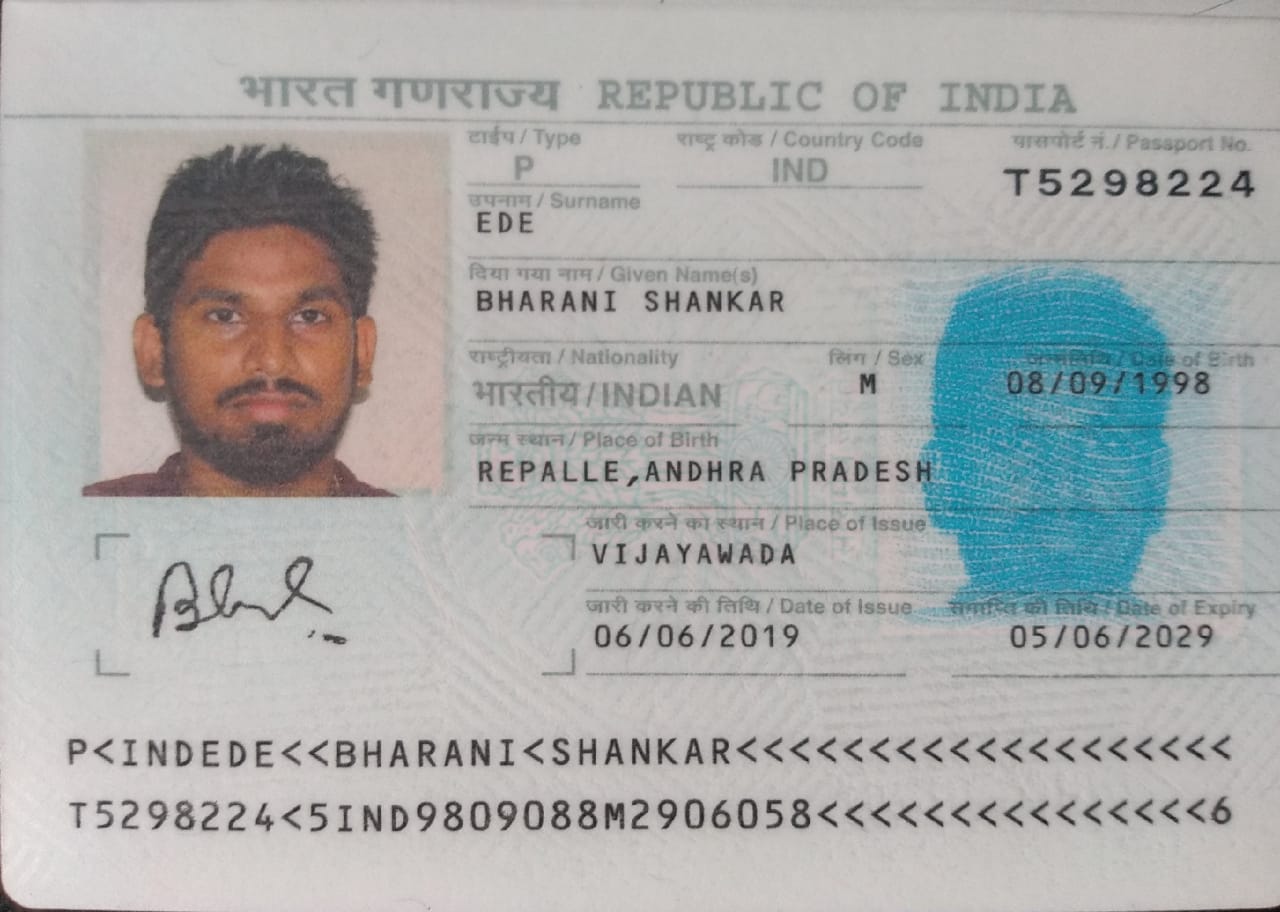 भारत गणराज्य REPUBLIC OF INDIA
टाईप / Type राष्ट्र कोड / Country Code पासपोर्ट नं. / Passport No.
P IND T5298224
उपनाम / Surname
EDE
दिया गया नाम / Given Name(s)
BHARANI SHANKAR
राष्ट्रीयता / Nationality लिंग / Sex जन्मतिथि / Date of Birth
भारतीय / INDIAN M 08/09/1998
जन्म स्थान / Place of Birth
REPALLE,ANDHRA PRADESH
जारी करने का स्थान / Place of Issue
VIJAYAWADA
जारी करने की तिथि / Date of Issue समाप्ति की तिथि / Date of Expiry
06/06/2019 05/06/2029
P<INDEDE<<BHARANI<SHANKAR<<<<<<<<<<<<<<<<<<<
T5298224<5IND9809088M2906058<<<<<<<<<<<<<<<6